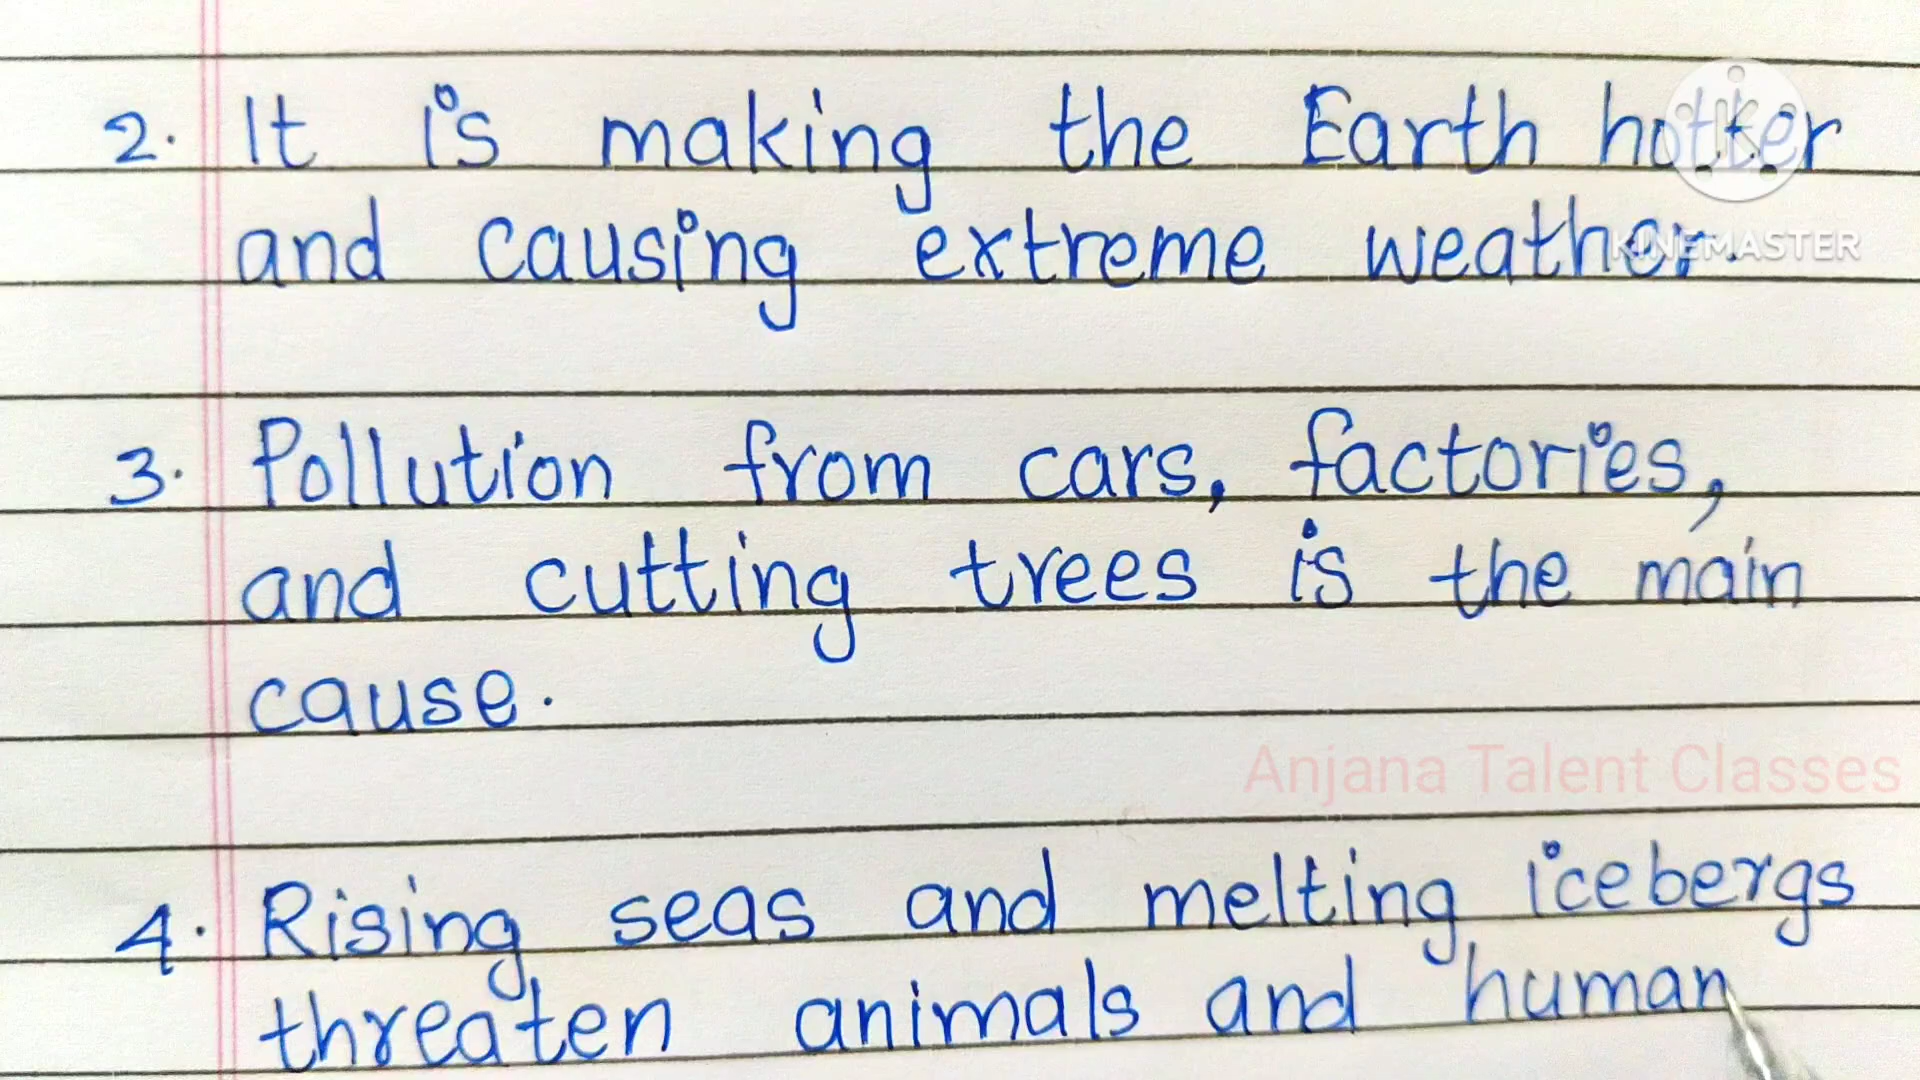 2. It is making the Earth hotter
and causing extreme weather.
KINEMASTER
3. Pollution from cars, factories,
and cutting trees is the main
cause.
Anjana Talent Classes
4. Rising seas and melting icebergs
threaten animals and human